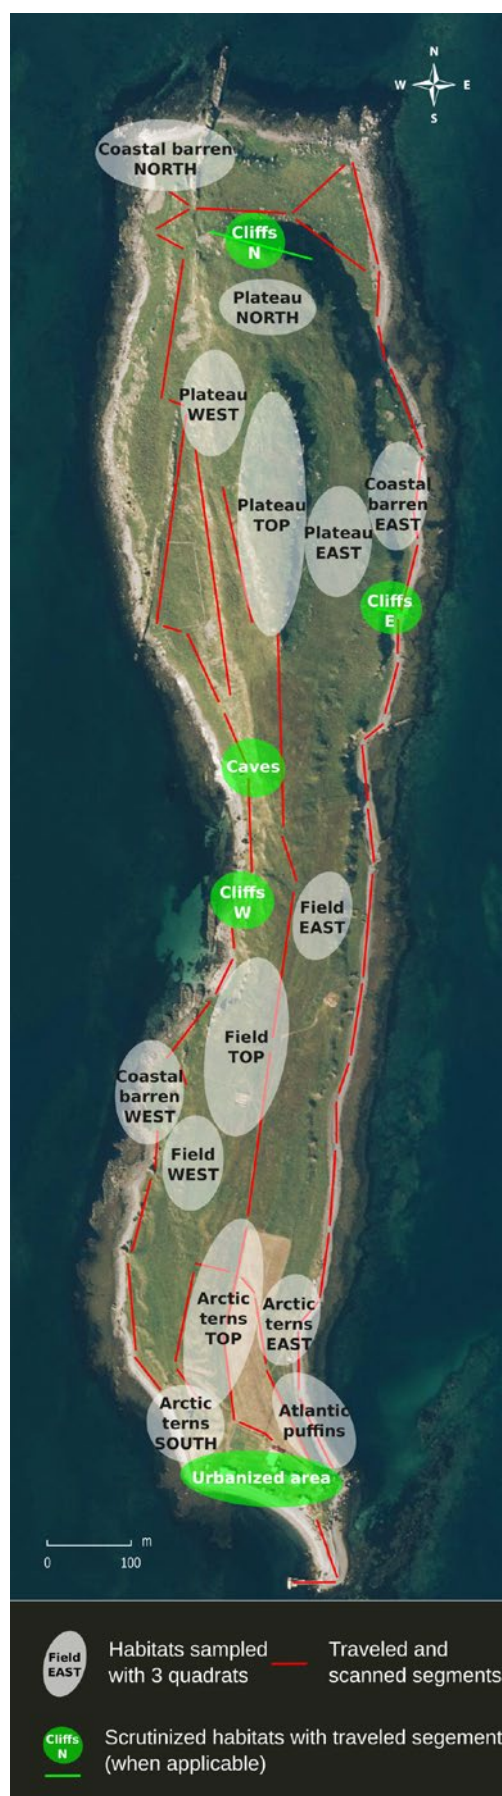 N
W E
S
Coastal barren
NORTH
Cliffs
N
Plateau
NORTH
Plateau
WEST
Plateau
TOP
Coastal
barren
EAST
Plateau
EAST
Cliffs
E
Caves
Cliffs
W
Field
EAST
Field
TOP
Coastal
barren
WEST
Field
WEST
Arctic
terns
TOP
Arctic
terns
EAST
Arctic
terns
SOUTH
Atlantic
puffins
Urbanized area
m
0 100
Field
EAST
Habitats sampled
with 3 quadrats
Traveled and
scanned segments
Cliffs
N
Scrutinized habitats with traveled segement
(when applicable)